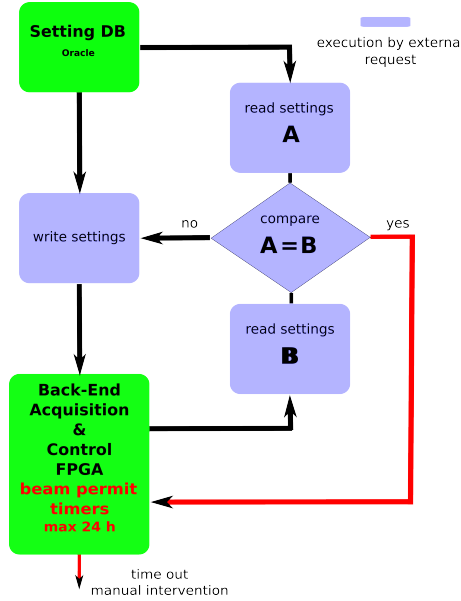 Setting DB
Oracle
execution by externa
request
read settings
A
write settings
no
compare
A=B
yes
read settings
B
Back-End
Acquisition
&
Control
FPGA
beam permit
timers
max 24 h
time out
manual intervention